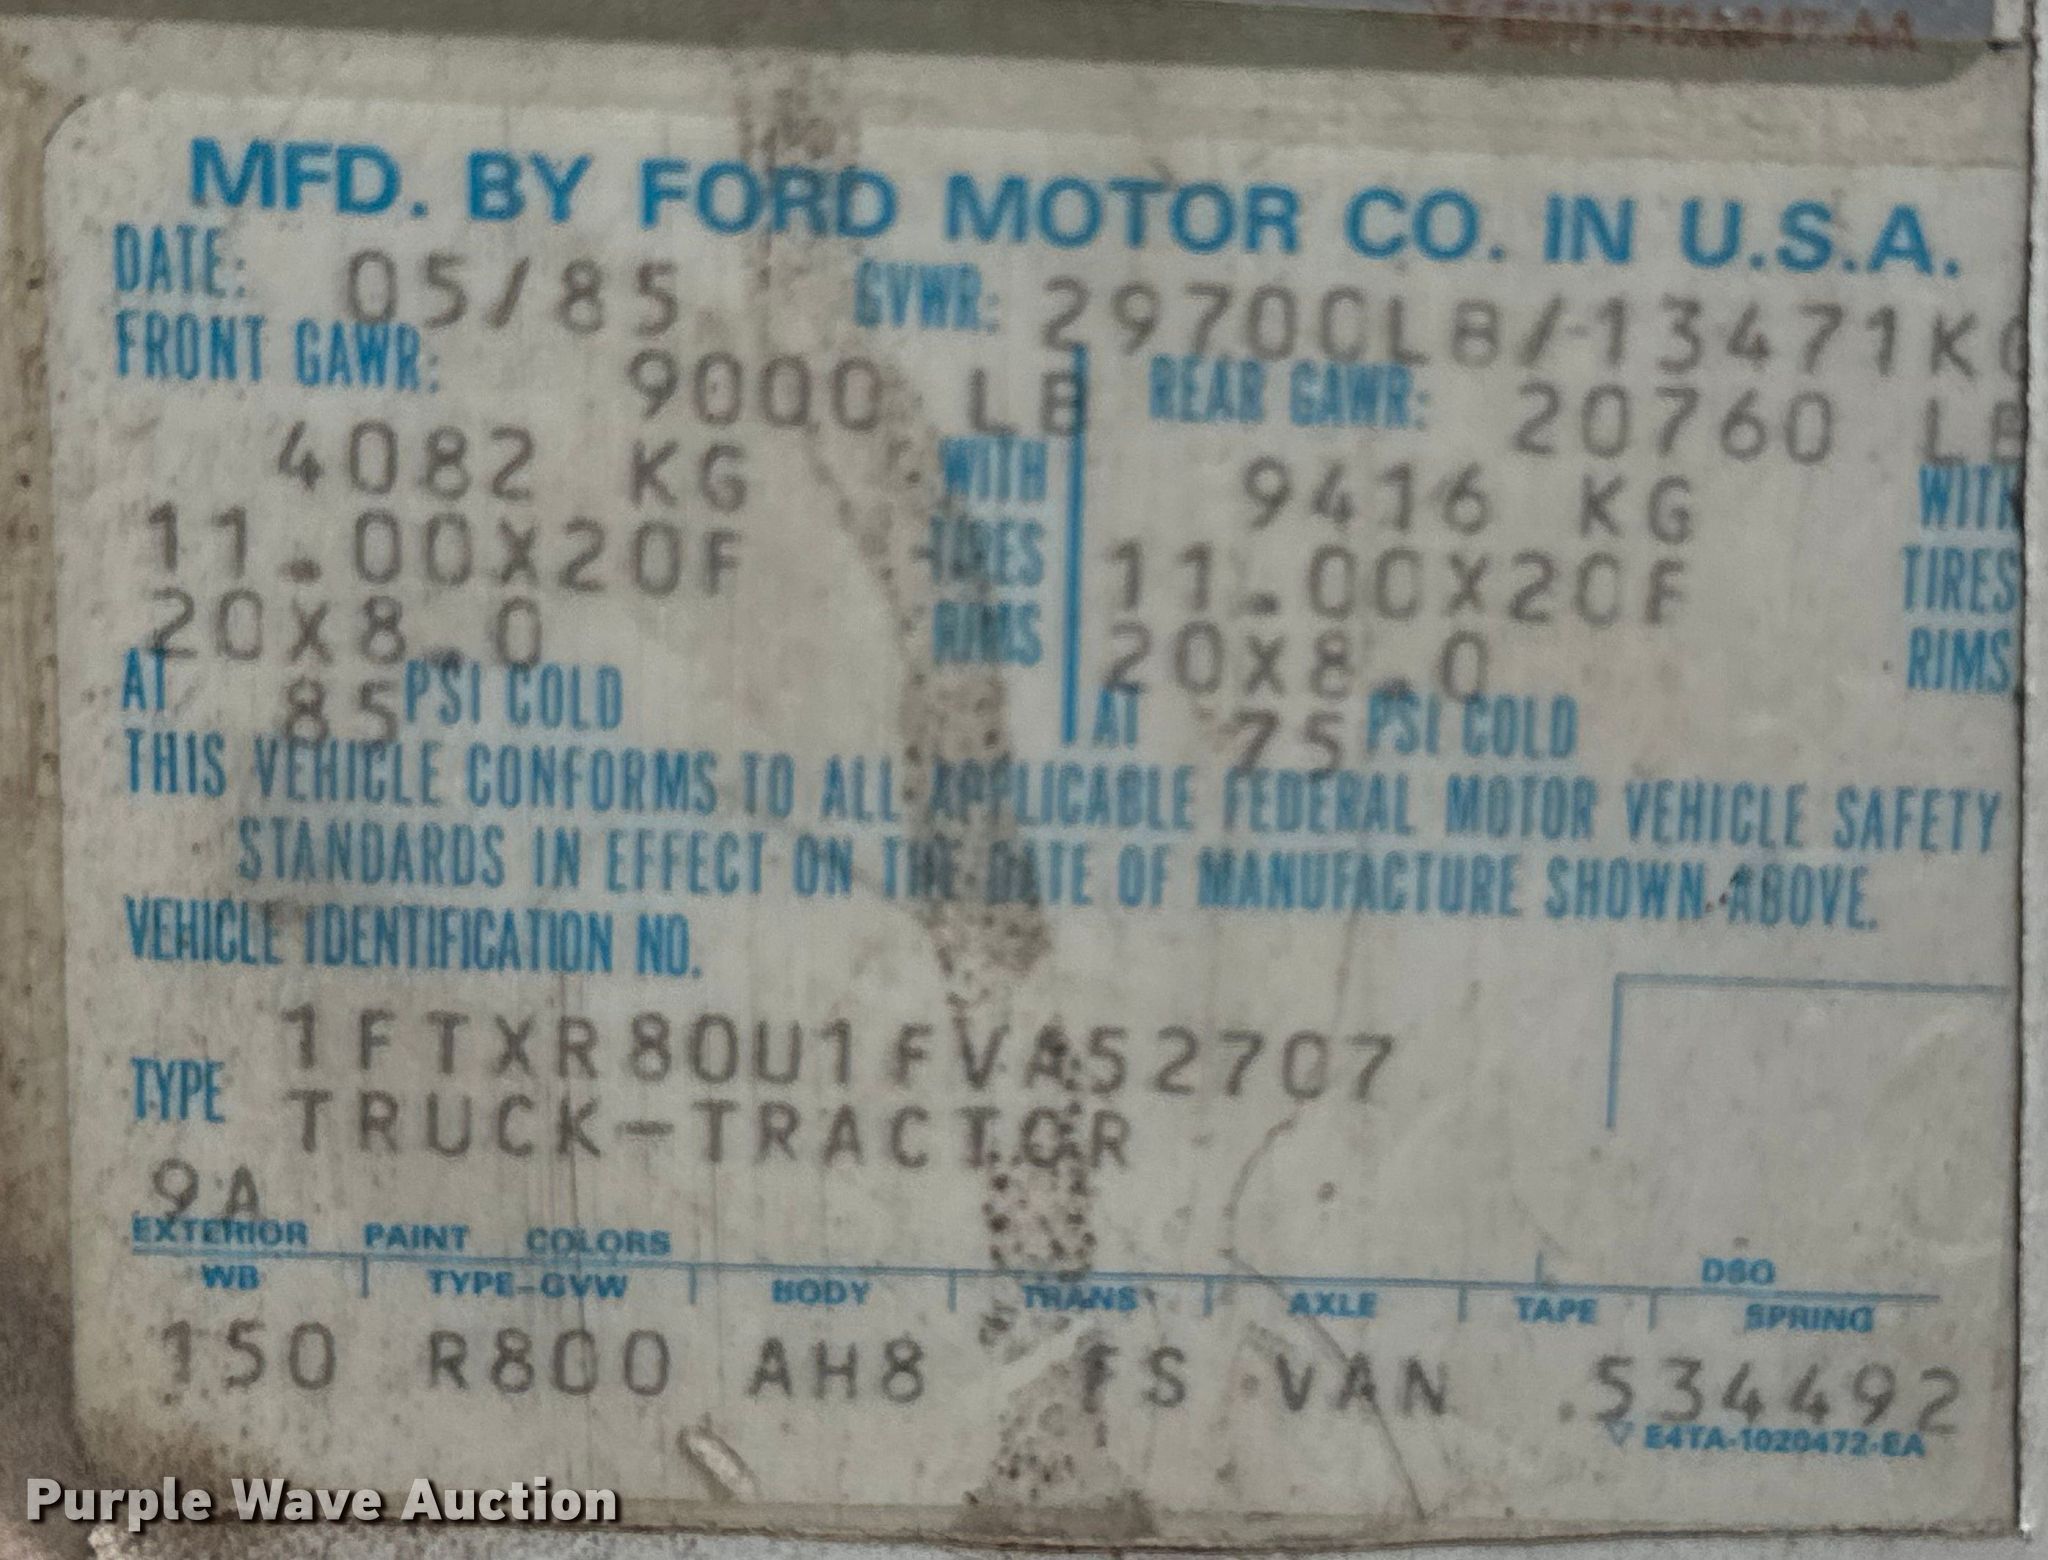 MFD. BY FORD MOTOR CO. IN U.S.A.
DATE: 05/85 GVWR: 29700LB/13471KG
FRONT GAWR: 9000 LB REAR GAWR: 20760 LB
4082 KG WITH 9416 KG WITH
11.00X20F TIRES 11.00X20F TIRES
20X8.0 RIMS 20X8.0 RIMS
AT 85 PSI COLD AT 75 PSI COLD
THIS VEHICLE CONFORMS TO ALL APPLICABLE FEDERAL MOTOR VEHICLE SAFETY
STANDARDS IN EFFECT ON THE DATE OF MANUFACTURE SHOWN ABOVE.
VEHICLE IDENTIFICATION NO.
1FTXR80U1FVA52707
TYPE TRUCK-TRACTOR
9A
EXTERIOR PAINT COLORS DSO
WB TYPE-GVW BODY TRANS AXLE TAPE SPRING
150 R800 AH8 FS VAN 534492
E4TA-1020472-EA
Purple Wave Auction